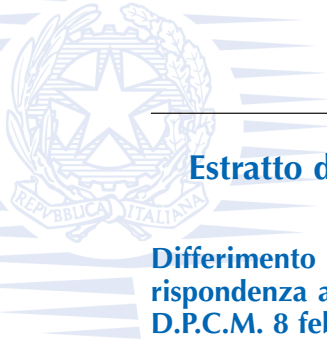 REPVBBLICA ITALIANA
Estratto d
Differimento
rispondenza a
D.P.C.M. 8 feb